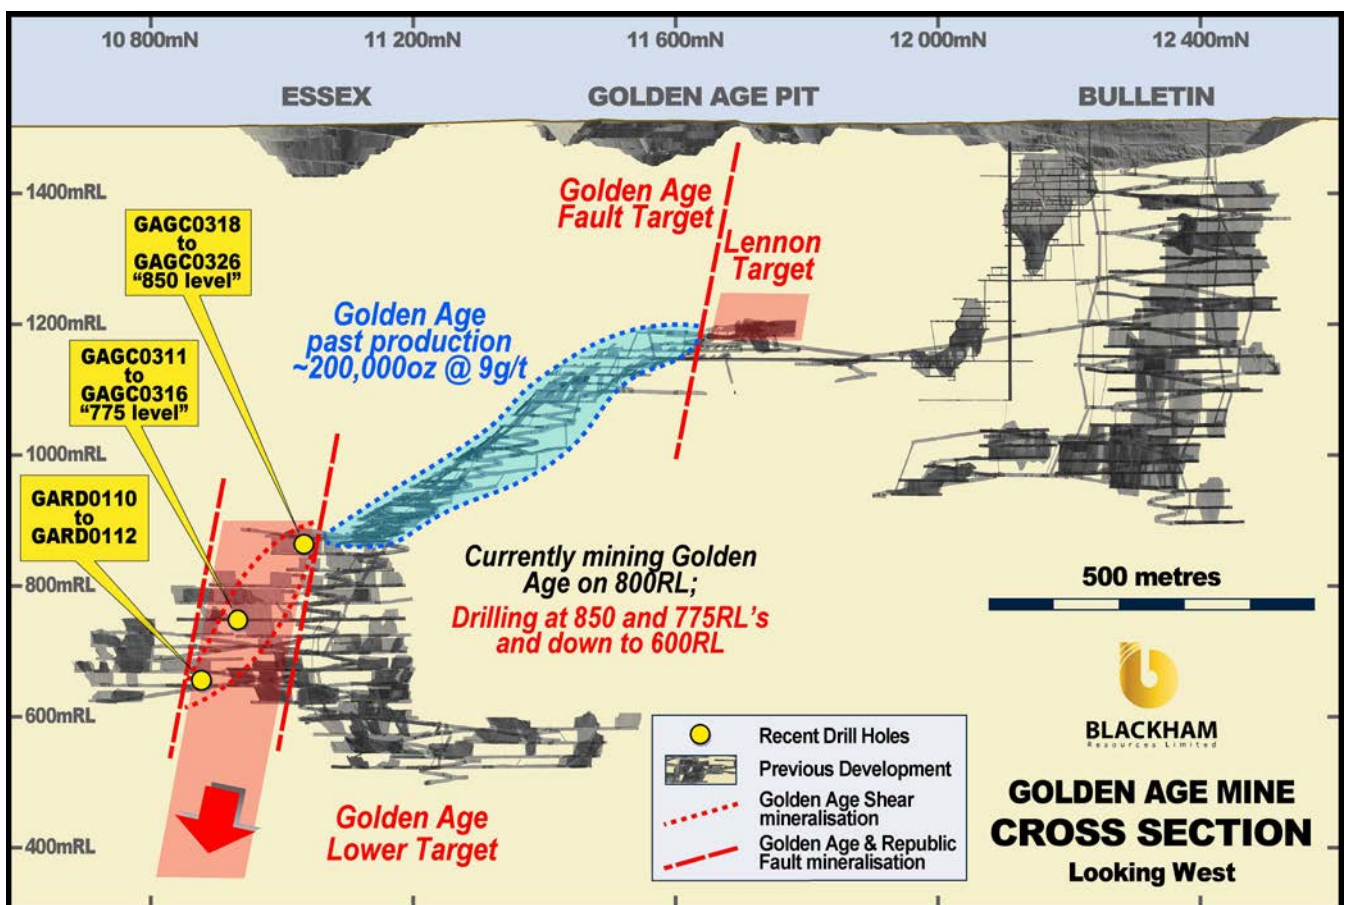 10 800mN
11 200mN
11 600mN
12 000mN
12 400mN
ESSEX
GOLDEN AGE PIT
BULLETIN
1400mRL
1200mRL
1000mRL
800mRL
600mRL
400mRL
GAGC0318
to
GAGC0326
“850 level”
GAGC0311
to
GAGC0316
“775 level”
GARD0110
to
GARD0112
Golden Age
Fault Target
Lennon
Target
Golden Age
past production
~200,000oz @ 9g/t
Currently mining Golden
Age on 800RL;
Drilling at 850 and 775RL’s
and down to 600RL
Golden Age
Lower Target
500 metres
Recent Drill Holes
Previous Development
Golden Age Shear
mineralisation
Golden Age & Republic
Fault mineralisation
BLACKHAM
Resources Limited
GOLDEN AGE MINE
CROSS SECTION
Looking West